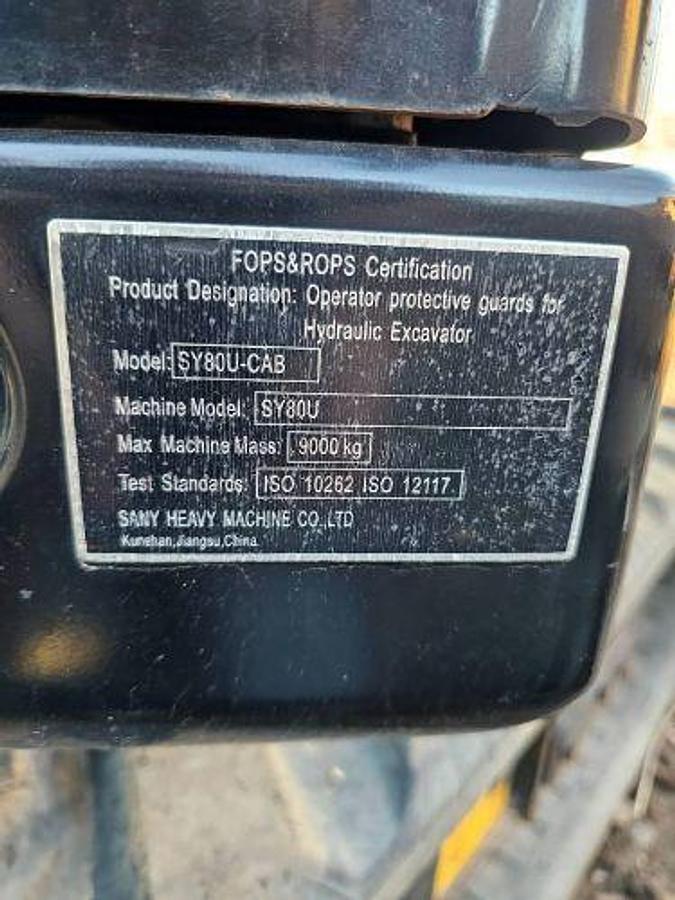 FOPS&ROPS Certification
Product Designation: Operator protective guards for
Hydraulic Excavator
Model: SY80U-CAB
Machine Model: SY80U
Max Machine Mass: 9000 kg
Test Standards: ISO 10262 ISO 12117
SANY HEAVY MACHINE CO.,LTD
Kunshan,Jiangsu,China